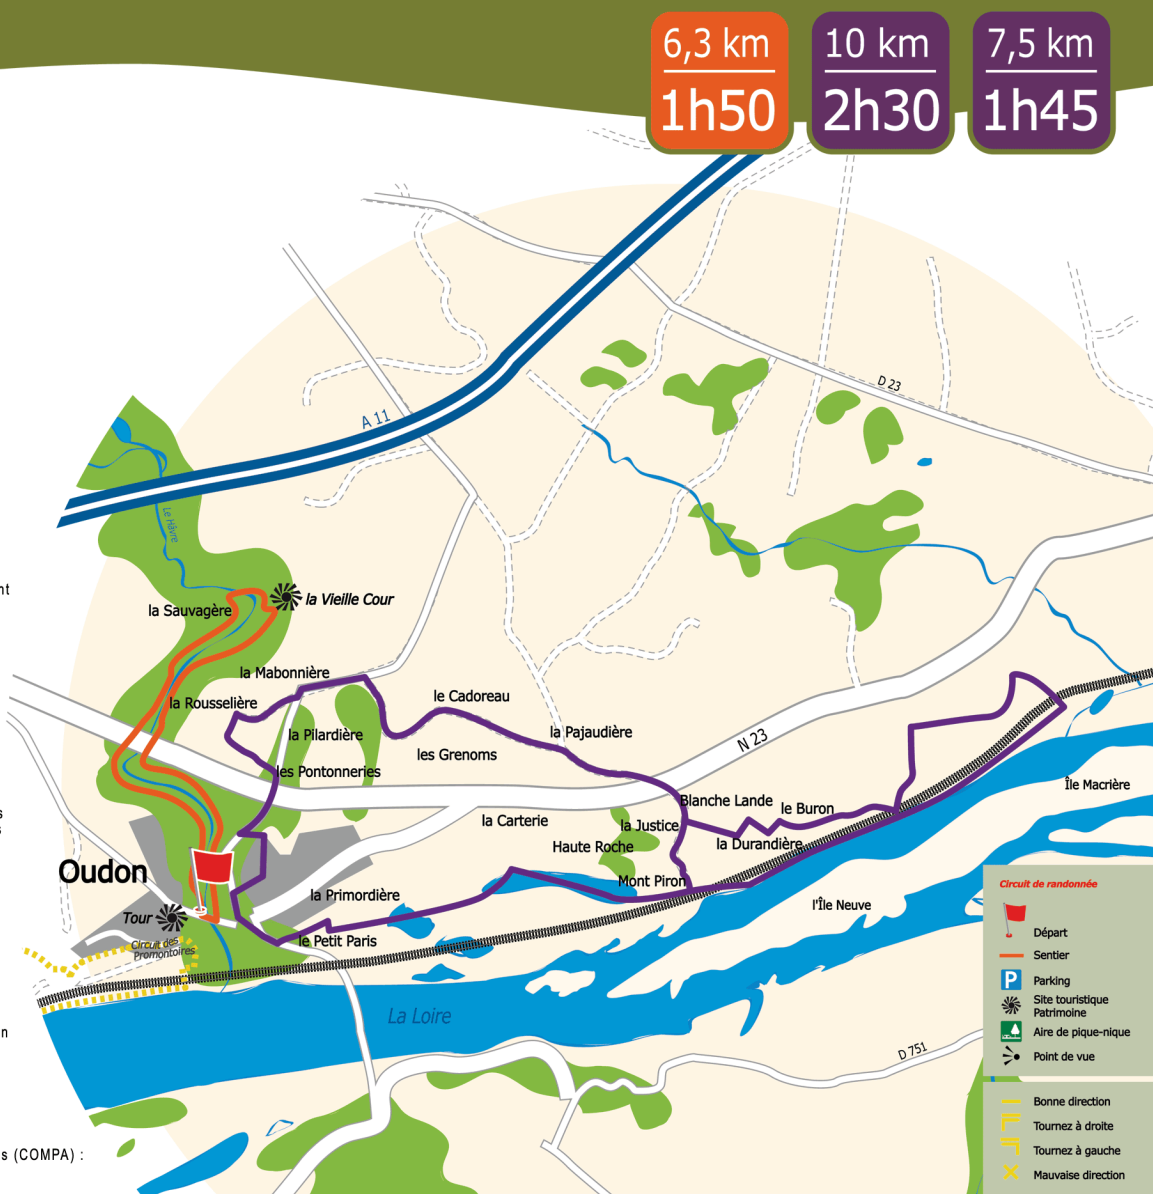 6,3 km
1h50
10 km
2h30
7,5 km
1h45
D 23
A 11
Le Hâvre
nt
la Vieille Cour
la Sauvagère
la Mabonnière
la Rousselière
le Cadoreau
la Pilardière
la Pajaudière
N 23
les Grenoms
les Pontonneries
Île Macrière
Blanche Lande
le Buron
s
s
la Carterie
la Justice
la Durandière
Haute Roche
Oudon
Mont Piron
la Primordière
l'Île Neuve
Tour
Circuit des
Promontoires
le Petit Paris
La Loire
n
D 751
s (COMPA) :
Circuit de randonnée
Départ
Sentier
P
Parking
Site touristique
Patrimoine
Aire de pique-nique
Point de vue
Bonne direction
Tournez à droite
Tournez à gauche
Mauvaise direction